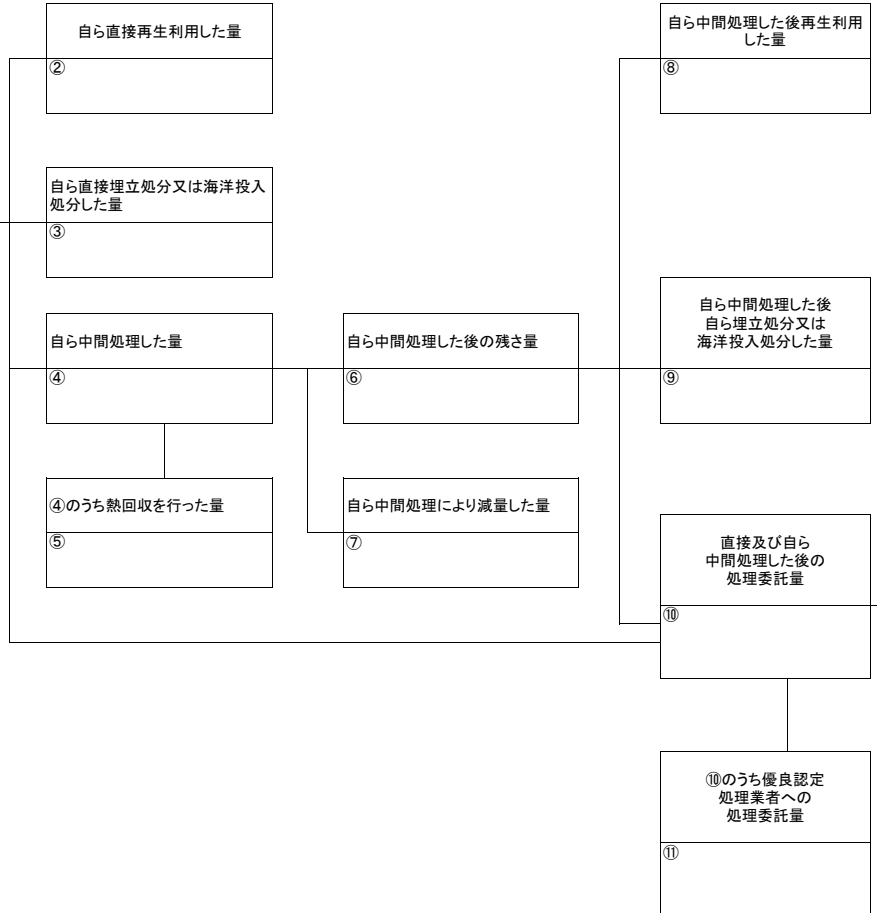 自ら直接再生利用した量
②
自ら中間処理した後再生利用
した量
⑧
自ら直接埋立処分又は海洋投入
処分した量
③
自ら中間処理した量
④
自ら中間処理した後の残さ量
⑥
自ら中間処理した後
自ら埋立処分又は
海洋投入処分した量
⑨
④のうち熱回収を行った量
⑤
自ら中間処理により減量した量
⑦
直接及び自ら
中間処理した後の
処理委託量
⑩
⑩のうち優良認定
処理業者への
処理委託量
⑪